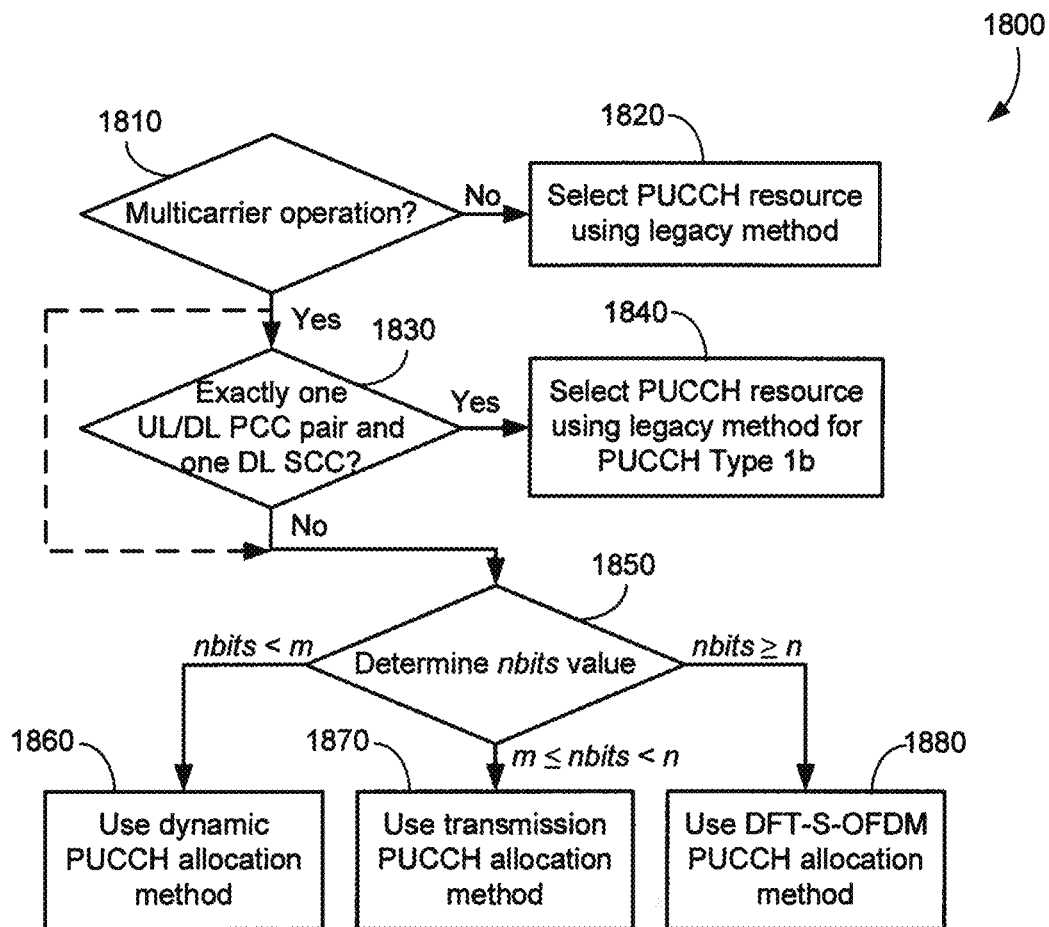 1800
1810
Multicarrier operation?
No
1820
Select PUCCH resource
using legacy method
Yes
1830
Exactly one
UL/DL PCC pair and
one DL SCC?
Yes
1840
Select PUCCH resource
using legacy method for
PUCCH Type 1b
No
1850
Determine nbits value
nbits < m
nbits ≥ n
m ≤ nbits < n
1860
Use dynamic
PUCCH allocation
method
1870
Use transmission
PUCCH allocation
method
1880
Use DFT-S-OFDM
PUCCH allocation
method